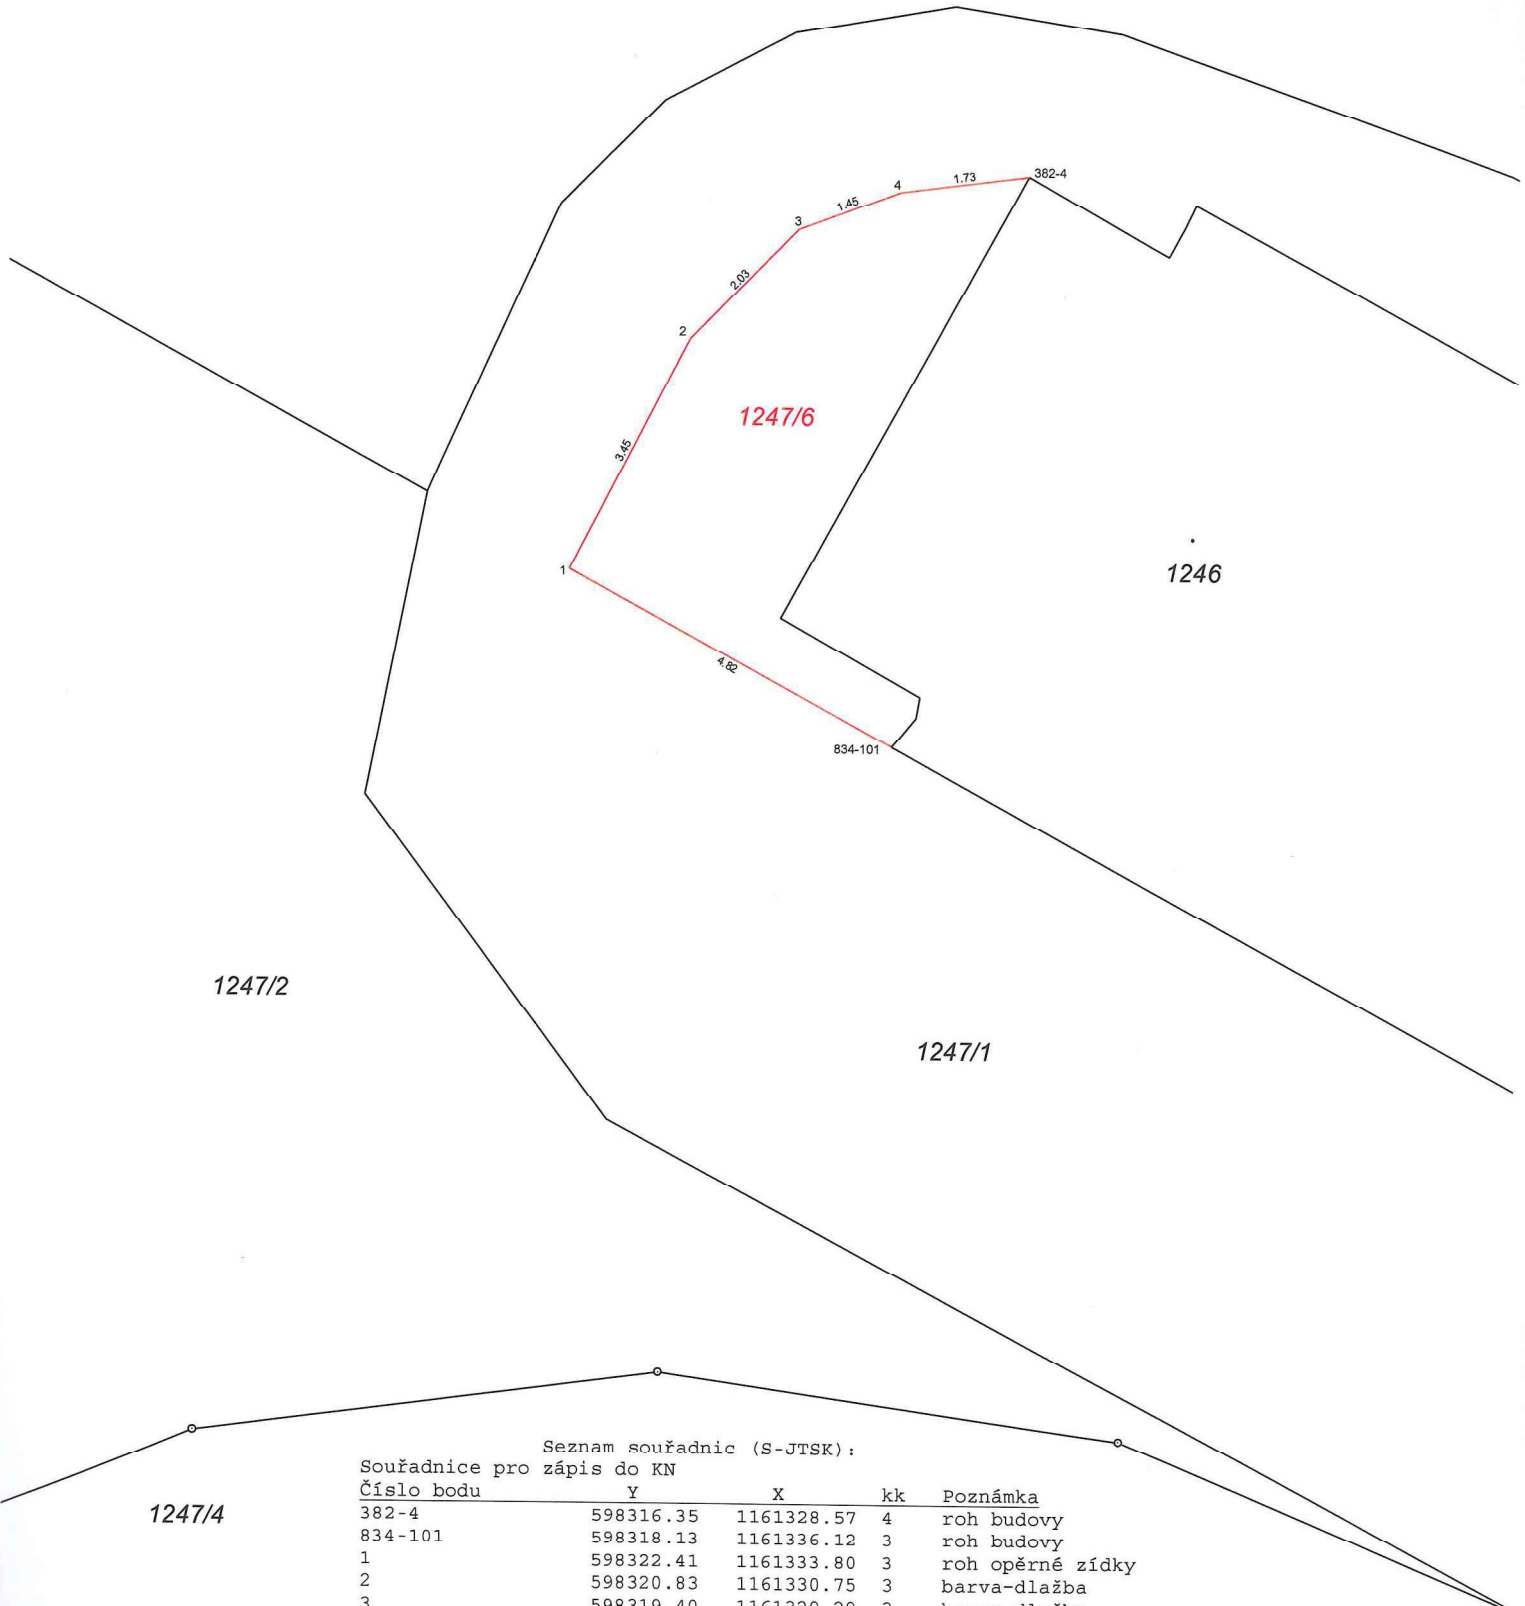 382-4
1.73
4
1.45
3
2.03
2
1247/6
3.45
1246
1
4.82
834-101
1247/2
1247/1
Seznam souřadnic (S-JTSK):
Souřadnice pro zápis do KN
Číslo bodu Y X kk Poznámka
1247/4
382-4 598316.35 1161328.57 4 roh budovy
834-101 598318.13 1161336.12 3 roh budovy
1 598322.41 1161333.80 3 roh opěrné zídky
2 598320.83 1161330.75 3 barva-dlažba
3 598319.40